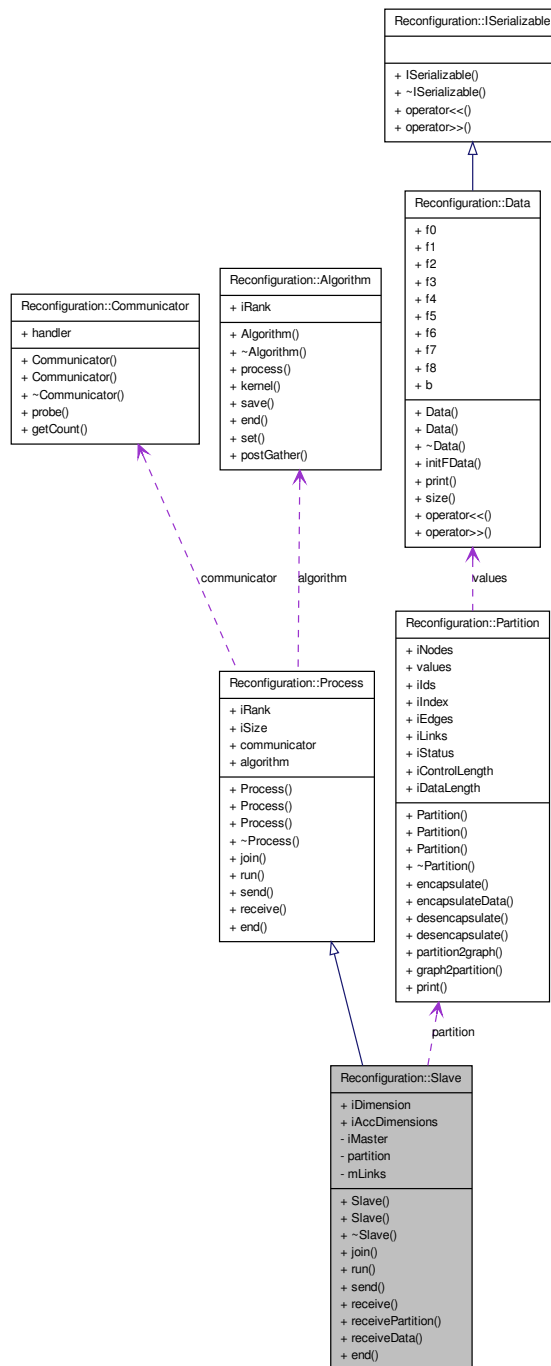 Reconfiguration::ISerializable
+ ISerializable()
+ ~ISerializable()
+ operator<<()
+ operator>>()
Reconfiguration::Data
+ f0
+ f1
+ f2
+ f3
+ f4
+ f5
+ f6
+ f7
+ f8
+ b
+ Data()
+ Data()
+ ~Data()
+ initFData()
+ print()
+ size()
+ operator<<()
+ operator>>()
Reconfiguration::Algorithm
+ iRank
+ Algorithm()
+ ~Algorithm()
+ process()
+ kernel()
+ save()
+ end()
+ set()
+ postGather()
Reconfiguration::Communicator
+ handler
+ Communicator()
+ Communicator()
+ ~Communicator()
+ probe()
+ getCount()
communicator
algorithm
values
Reconfiguration::Partition
+ iNodes
+ values
+ iIds
+ iIndex
+ iEdges
+ iLinks
+ iStatus
+ iControlLength
+ iDataLength
+ Partition()
+ Partition()
+ Partition()
+ ~Partition()
+ encapsulate()
+ encapsulateData()
+ desencapsulate()
+ desencapsulate()
+ partition2graph()
+ graph2partition()
+ print()
Reconfiguration::Process
+ iRank
+ iSize
+ communicator
+ algorithm
+ Process()
+ Process()
+ Process()
+ ~Process()
+ join()
+ run()
+ send()
+ receive()
+ end()
partition
Reconfiguration::Slave
+ iDimension
+ iAccDimensions
- iMaster
- partition
- mLinks
+ Slave()
+ Slave()
+ ~Slave()
+ join()
+ run()
+ send()
+ receive()
+ receivePartition()
+ receiveData()
+ end()